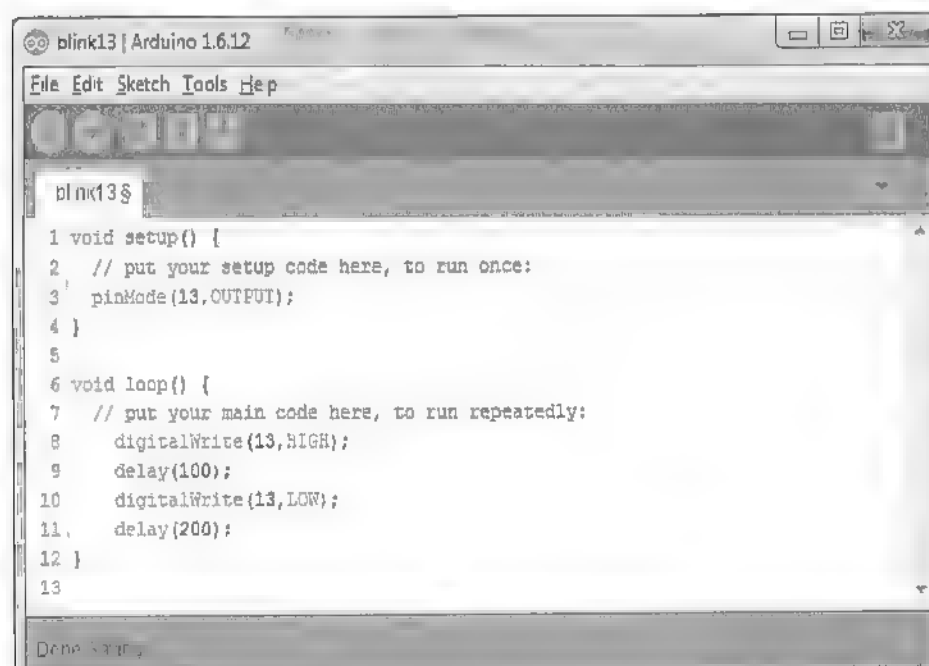 blink13 | Arduino 1.6.12
File Edit Sketch Tools Help
blink13 §
1 void setup() {
2 // put your setup code here, to run once:
3 pinMode(13,OUTPUT);
4 }
5
6 void loop() {
7 // put your main code here, to run repeatedly:
8 digitalWrite(13,HIGH);
9 delay(100);
10 digitalWrite(13,LOW);
11 delay(200);
12 }
13
Done